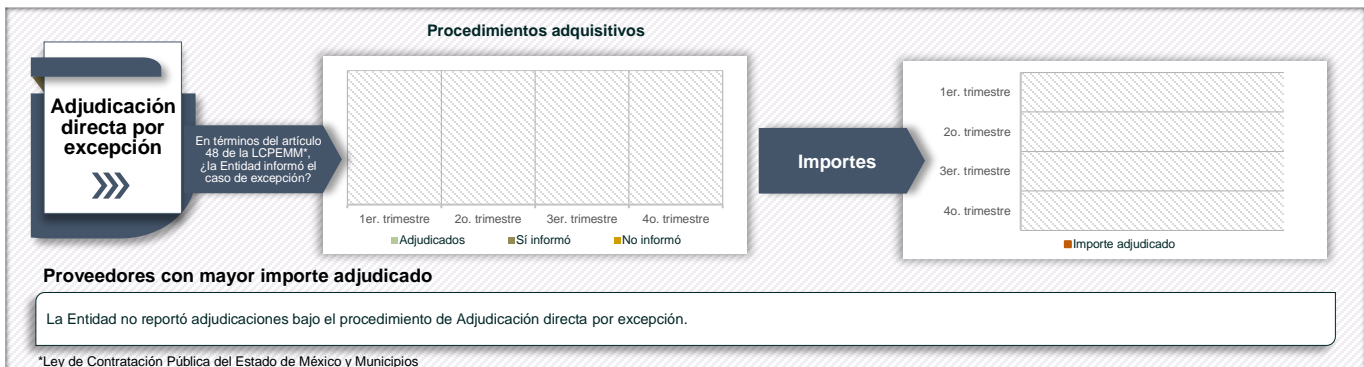 Procedimientos adquisitivos
Adjudicación
directa por
excepción
En términos del artículo
48 de la LCPEMM*,
¿la Entidad informó el
caso de excepción?
1er. trimestre 2o. trimestre 3er. trimestre 4o. trimestre
Adjudicados Sí informó No informó
Importes
1er. trimestre
2o. trimestre
3er. trimestre
4o. trimestre
Importe adjudicado
Proveedores con mayor importe adjudicado
La Entidad no reportó adjudicaciones bajo el procedimiento de Adjudicación directa por excepción.
*Ley de Contratación Pública del Estado de México y Municipios